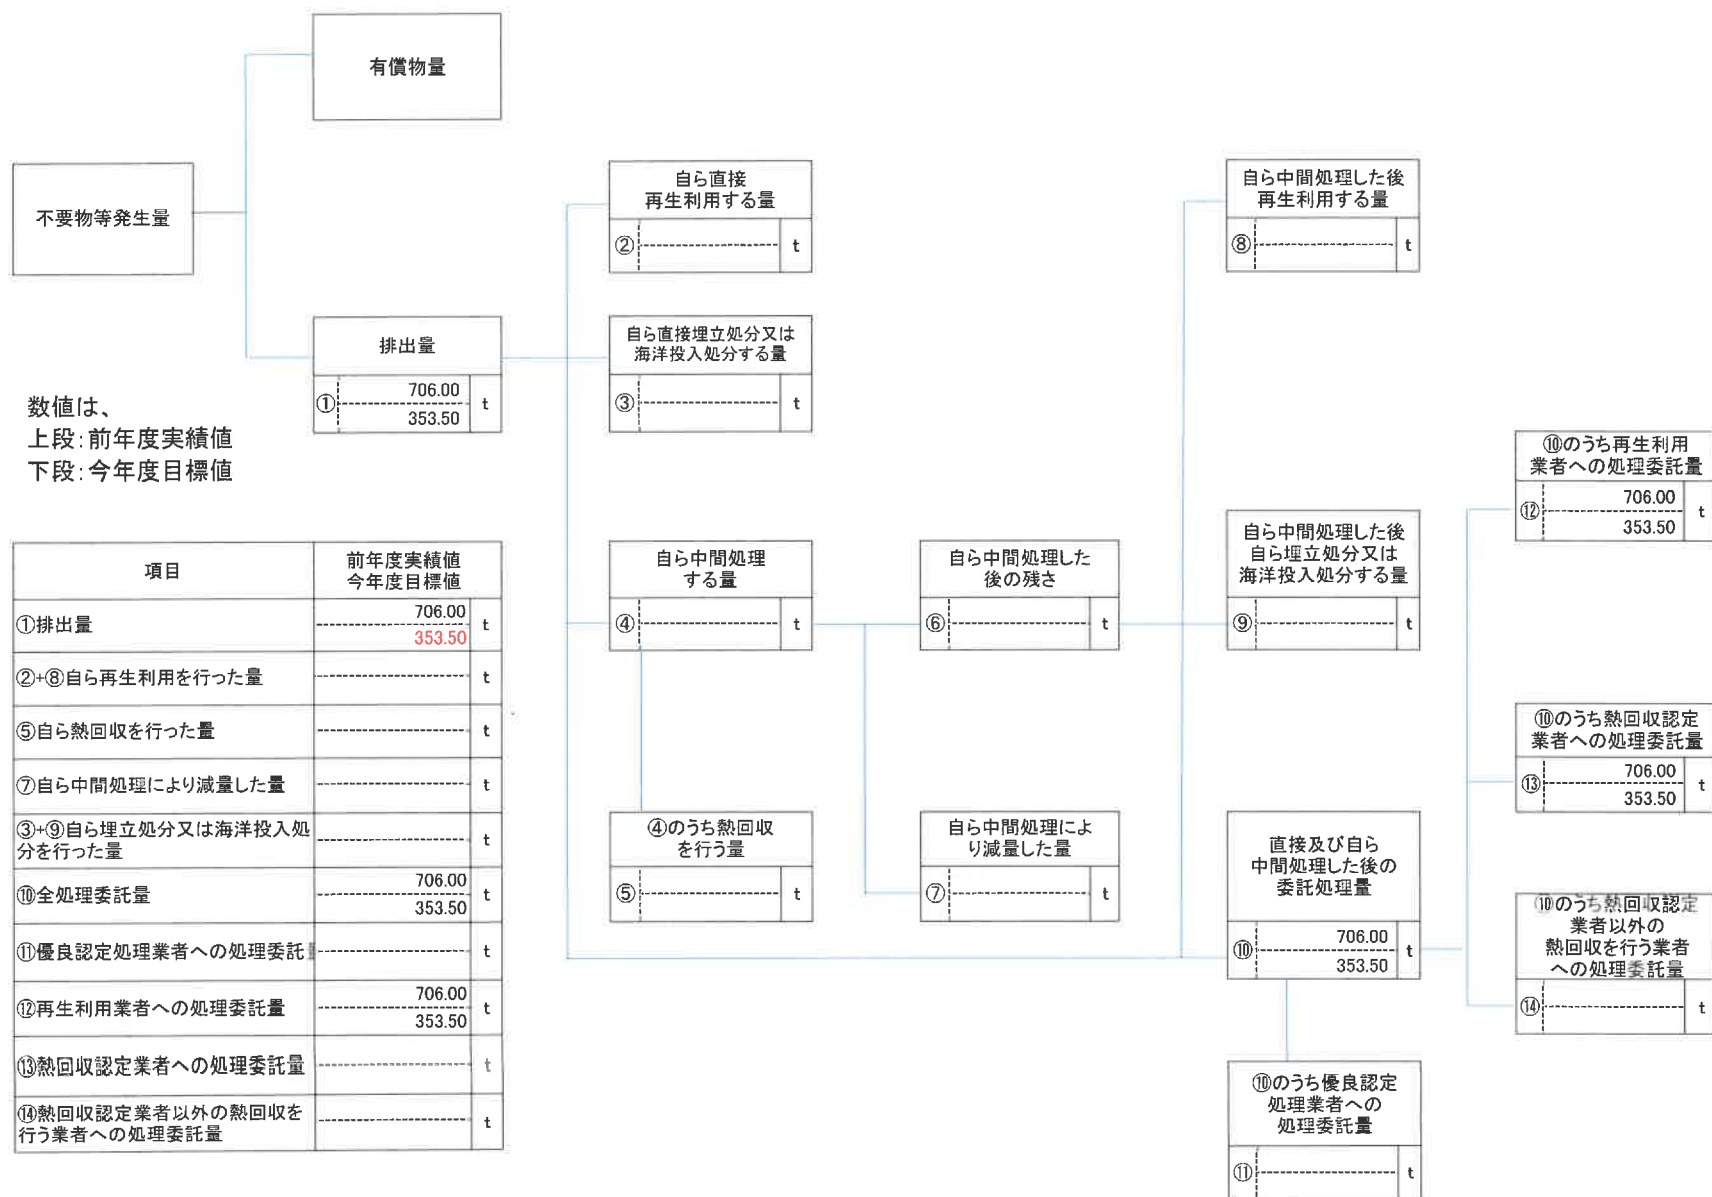 有償物量
不要物等発生量
自ら直接
再生利用する量
② t
自ら中間処理した後
再生利用する量
⑧ t
排出量
① 706.00 t
353.50
自ら直接埋立処分又は
海洋投入処分する量
③ t
数値は、
上段:前年度実績値
下段:今年度目標値
⑩のうち再生利用
業者への処理委託量
⑫ 706.00 t
353.50
自ら中間処理
する量
④ t
自ら中間処理した
後の残さ
⑥ t
自ら中間処理した後
自ら埋立処分又は
海洋投入処分する量
⑨ t
⑩のうち熱回収認定
業者への処理委託量
⑬ 706.00 t
353.50
④のうち熱回収
を行う量
⑤ t
自ら中間処理によ
り減量した量
⑦ t
直接及び自ら
中間処理した後の
委託処理量
⑩ 706.00 t
353.50
⑩のうち熱回収認定
業者以外の
熱回収を行う業者
への処理委託量
⑭ t
⑩のうち優良認定
処理業者への
処理委託量
⑪ t
項目 前年度実績値
今年度目標値
①排出量 706.00 t
353.50
②+⑧自ら再生利用を行った量 t
⑤自ら熱回収を行った量 t
⑦自ら中間処理により減量した量 t
③+⑨自ら埋立処分又は海洋投入処
分を行った量 t
⑩全処理委託量 706.00 t
353.50
⑪優良認定処理業者への処理委託 t
⑫再生利用業者への処理委託量 706.00 t
353.50
⑬熱回収認定業者への処理委託量 t
⑭熱回収認定業者以外の熱回収を
行う業者への処理委託量 t